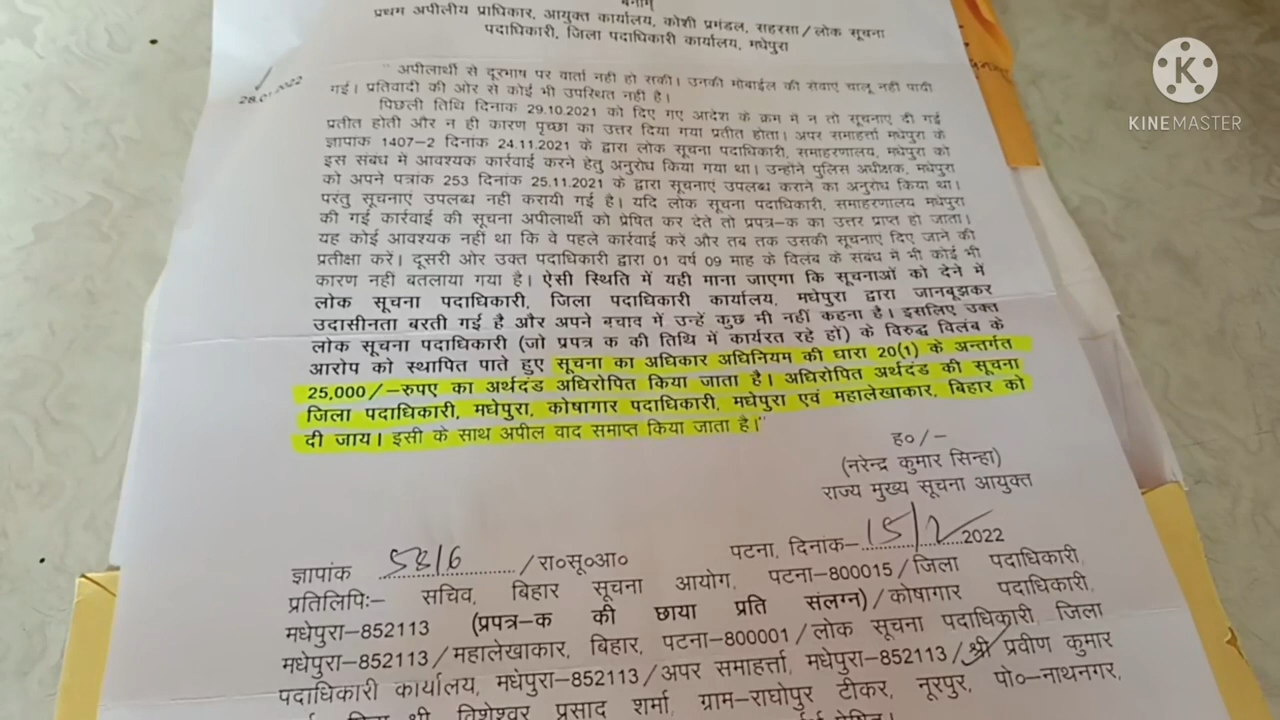 बनाम्
प्रथम अपीलीय प्राधिकार, आयुक्त कार्यालय, कोशी प्रमंडल, सहरसा/लोक सूचना
पदाधिकारी, जिला पदाधिकारी कार्यालय, मधेपुरा
28.01.2022
" अपीलार्थी से दूरभाष पर वार्ता नही हो सकी। उनकी मोबाईल की सेवाएं चालू नही पायी
गई। प्रतिवादी की ओर से कोई भी उपस्थित नही है।
पिछली तिथि दिनांक 29.10.2021 को दिए गए आदेश के क्रम मे न तो सूचनाए दी गई
प्रतीत होती और न ही कारण पृच्छा का उत्तर दिया गया प्रतीत होता। अपर समाहर्त्ता मधेपुरा के
ज्ञापांक 1407-2 दिनांक 24.11.2021 के द्वारा लोक सूचना पदाधिकारी, समाहरणालय, मधेपुरा को
इस संबंध मे आवश्यक कार्रवाई करने हेतु अनुरोध किया गया था। उन्होने पुलिस अधीक्षक, मधेपुरा
को अपने पत्रांक 253 दिनांक 25.11.2021 के द्वारा सूचनाएं उपलब्ध कराने का अनुरोध किया था।
परंतु सूचनाएं उपलब्ध नही करायी गई है। यदि लोक सूचना पदाधिकारी, समाहरणालय मधेपुरा
की गई कार्रवाई की सूचना अपीलार्थी को प्रेषित कर देते तो प्रपत्र-क का उत्तर प्राप्त हो जाता।
यह कोई आवश्यक नही था कि वे पहले कार्रवाई करे और तब तक उसकी सूचनाए दिए जाने की
प्रतीक्षा करें। दूसरी ओर उक्त पदाधिकारी द्वारा 01 वर्ष 09 माह के विलंब के संबंध मे भी कोई भी
कारण नही बतलाया गया है। ऐसी स्थिति में यही माना जाएगा कि सूचनाओं को देने में
लोक सूचना पदाधिकारी, जिला पदाधिकारी कार्यालय, मधेपुरा द्वारा जानबूझकर
उदासीनता बरती गई है और अपने बचाव में उन्हें कुछ भी नहीं कहना है। इसलिए उक्त
लोक सूचना पदाधिकारी (जो प्रपत्र क की तिथि में कार्यरत रहे हों) के विरुद्ध विलंब के
आरोप को स्थापित पाते हुए सूचना का अधिकार अधिनियम की धारा 20(1) के अन्तर्गत
25,000/-रुपए का अर्थदंड अधिरोपित किया जाता है। अधिरोपित अर्थदंड की सूचना
जिला पदाधिकारी, मधेपुरा, कोषागार पदाधिकारी, मधेपुरा एवं महालेखाकार, बिहार को
दी जाय। इसी के साथ अपील वाद समाप्त किया जाता है।"
ह०/-
(नरेन्द्र कुमार सिन्हा)
राज्य मुख्य सूचना आयुक्त
ज्ञापांक 5816 /रा०सू०आ० पटना, दिनांक-15/2 2022
प्रतिलिपिः- सचिव, बिहार सूचना आयोग, पटना-800015/जिला पदाधिकारी,
मधेपुरा-852113 (प्रपत्र-क की छाया प्रति संलग्न)/कोषागार पदाधिकारी,
मधेपुरा-852113/महालेखाकार, बिहार, पटना-800001/लोक सूचना पदाधिकारी, जिला
पदाधिकारी कार्यालय, मधेपुरा-852113/अपर समाहर्त्ता, मधेपुरा-852113/श्री प्रवीण कुमार
श्री विशेश्वर प्रसाद शर्मा, ग्राम-राघोपुर टीकर, नूरपुर, पो०-नाथनगर,
K
KINEMASTER